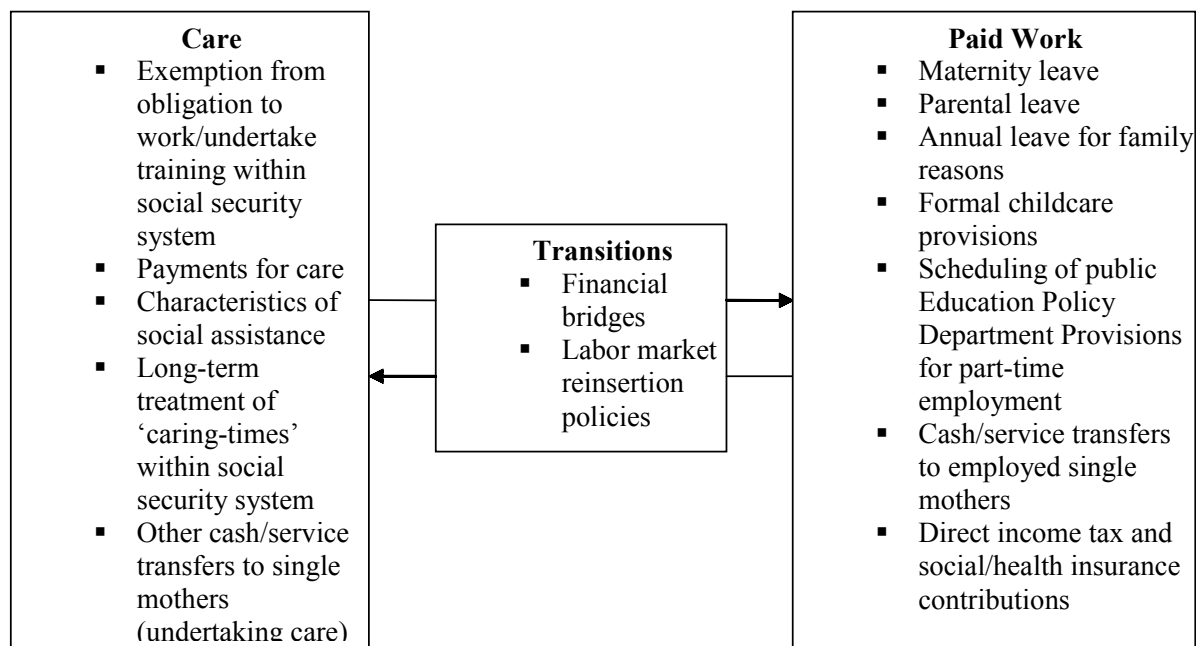 Care
▪ Exemption from
obligation to
work/undertake
training within
social security
system
▪ Payments for care
▪ Characteristics of
social assistance
▪ Long-term
treatment of
‘caring-times’
within social
security system
▪ Other cash/service
transfers to single
mothers
(undertaking care)
Transitions
▪ Financial
bridges
▪ Labor market
reinsertion
policies
Paid Work
▪ Maternity leave
▪ Parental leave
▪ Annual leave for family
reasons
▪ Formal childcare
provisions
▪ Scheduling of public
Education Policy
Department Provisions
for part-time
employment
▪ Cash/service transfers
to employed single
mothers
▪ Direct income tax and
social/health insurance
contributions